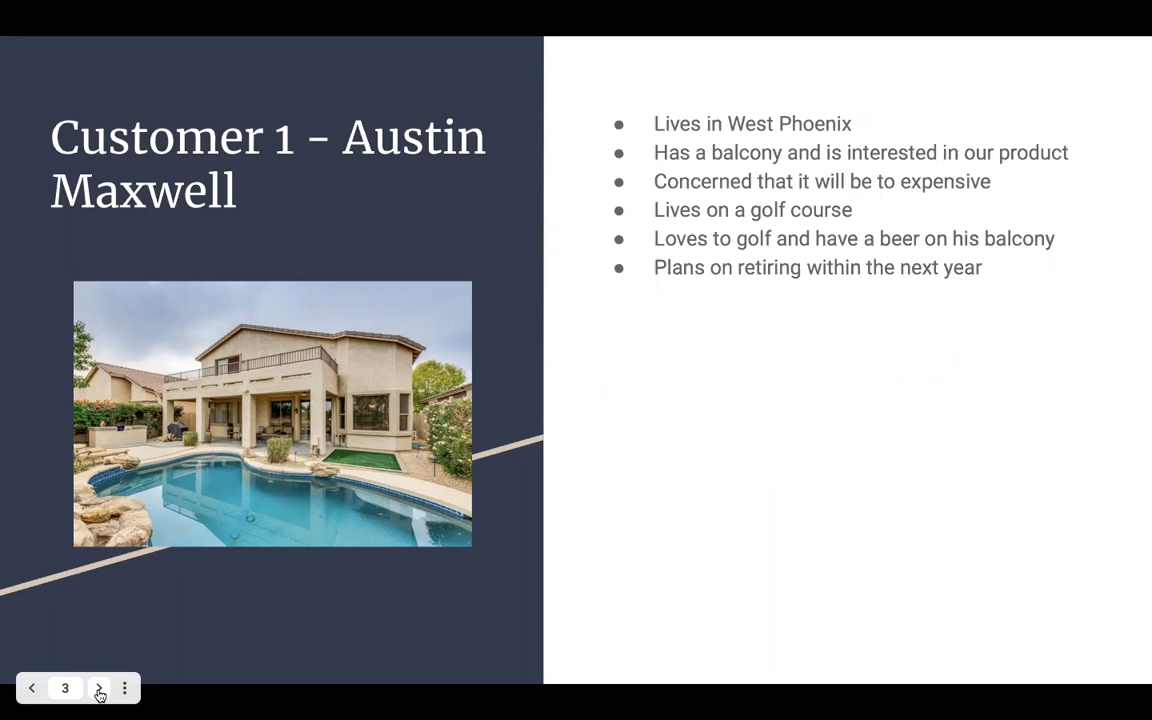 Customer 1 - Austin
Maxwell
● Lives in West Phoenix
● Has a balcony and is interested in our product
● Concerned that it will be to expensive
● Lives on a golf course
● Loves to golf and have a beer on his balcony
● Plans on retiring within the next year
3